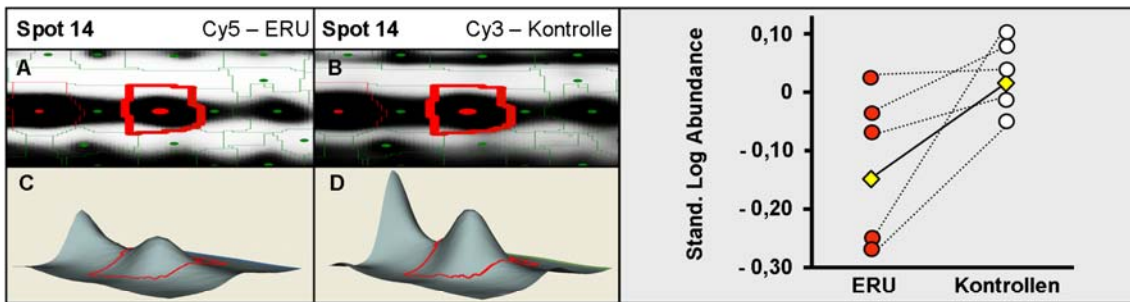 Spot 14 Cy5 – ERU
Spot 14 Cy3 – Kontrolle
A
B
C
D
Stand. Log Abundance
0,10
0
- 0,10
- 0,20
- 0,30
ERU Kontrollen